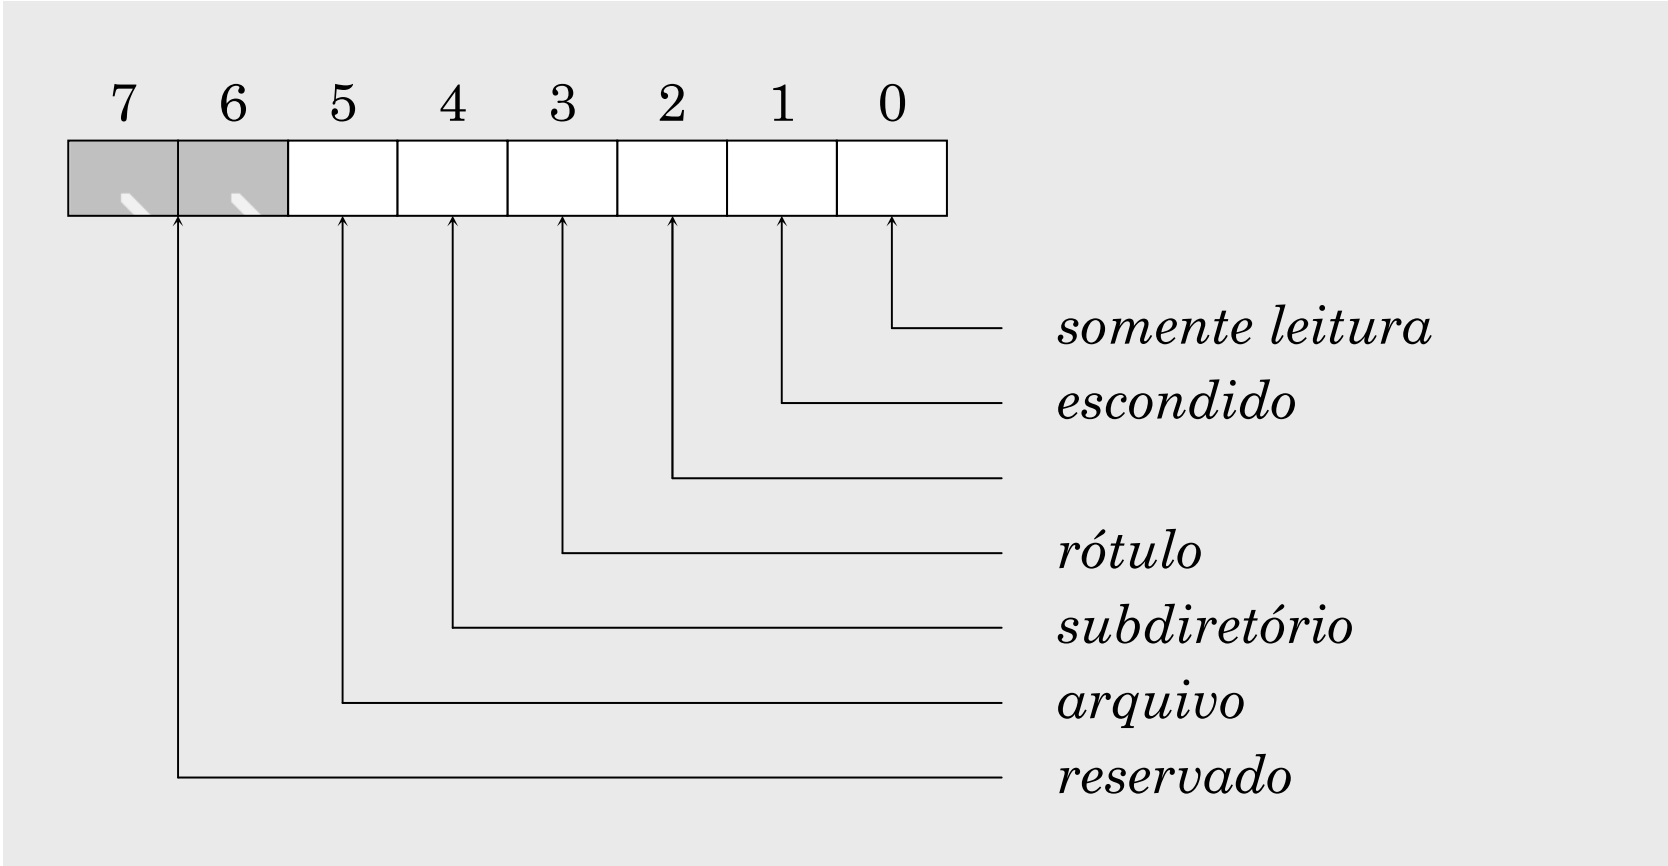 7 6 5 4 3 2 1 0
somente leitura
escondido
rótulo
subdiretório
arquivo
reservado